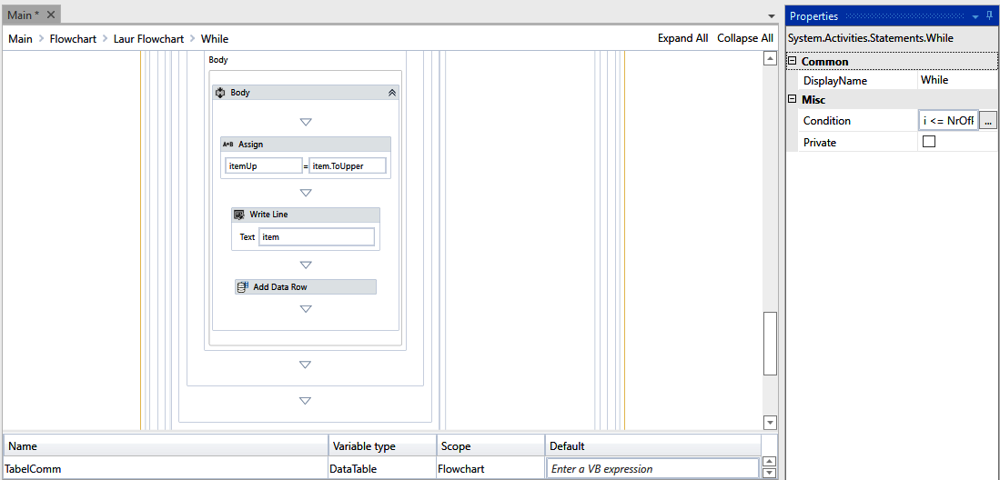 Main *
Properties
Main > Flowchart > Laur Flowchart > While
Expand All Collapse All
System.Activities.Statements.While
Common
DisplayName While
Misc
Condition i <= NrOff ...
Private
Body
Body
A+B Assign
itemUp = item.ToUpper
Write Line
Text item
Add Data Row
Name Variable type Scope Default
TabelComm DataTable Flowchart Enter a VB expression